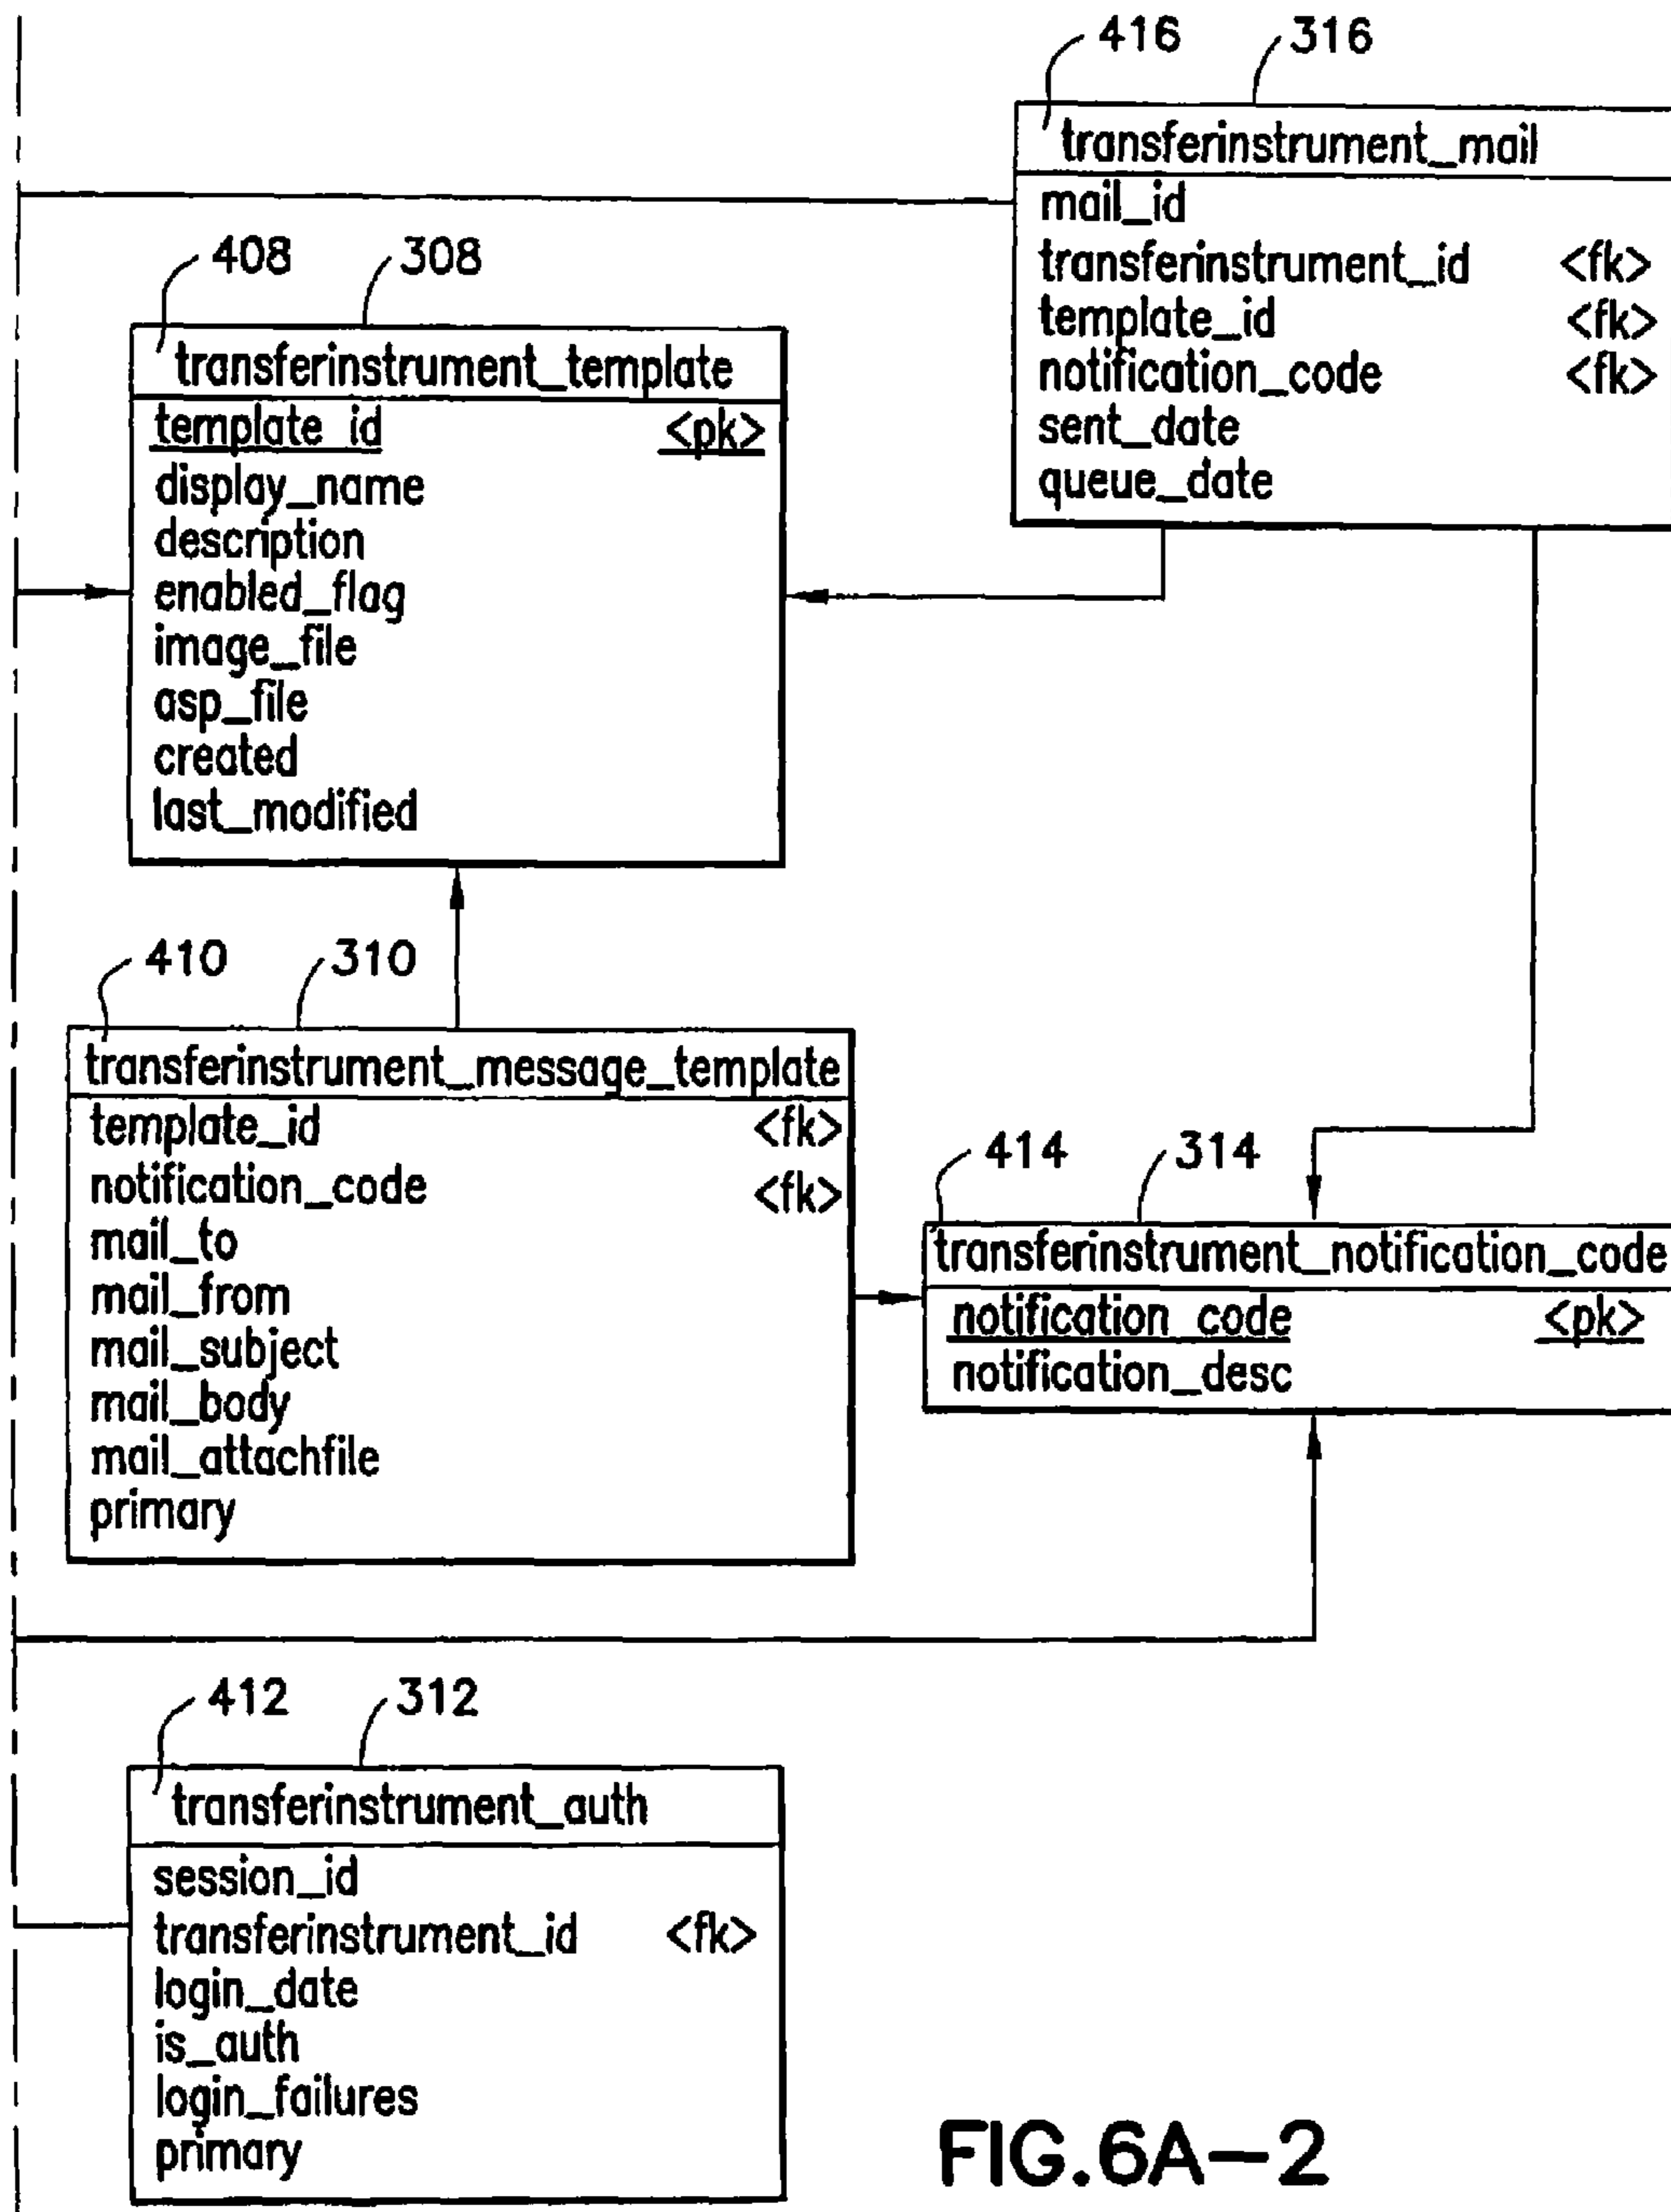 416 316
transferinstrument_mail
mail_id
transferinstrument_id <fk>
template_id <fk>
notification_code <fk>
sent_date
queue_date
408 308
transferinstrument_template
template_id <pk>
display_name
description
enabled_flag
image_file
asp_file
created
last_modified
410 310
transferinstrument_message_template
template_id <fk>
notification_code <fk>
mail_to
mail_from
mail_subject
mail_body
mail_attachfile
primary
414 314
transferinstrument_notification_code
notification_code <pk>
notification_desc
412 312
transferinstrument_auth
session_id
transferinstrument_id <fk>
login_date
is_auth
login_failures
primary
FIG.6A-2